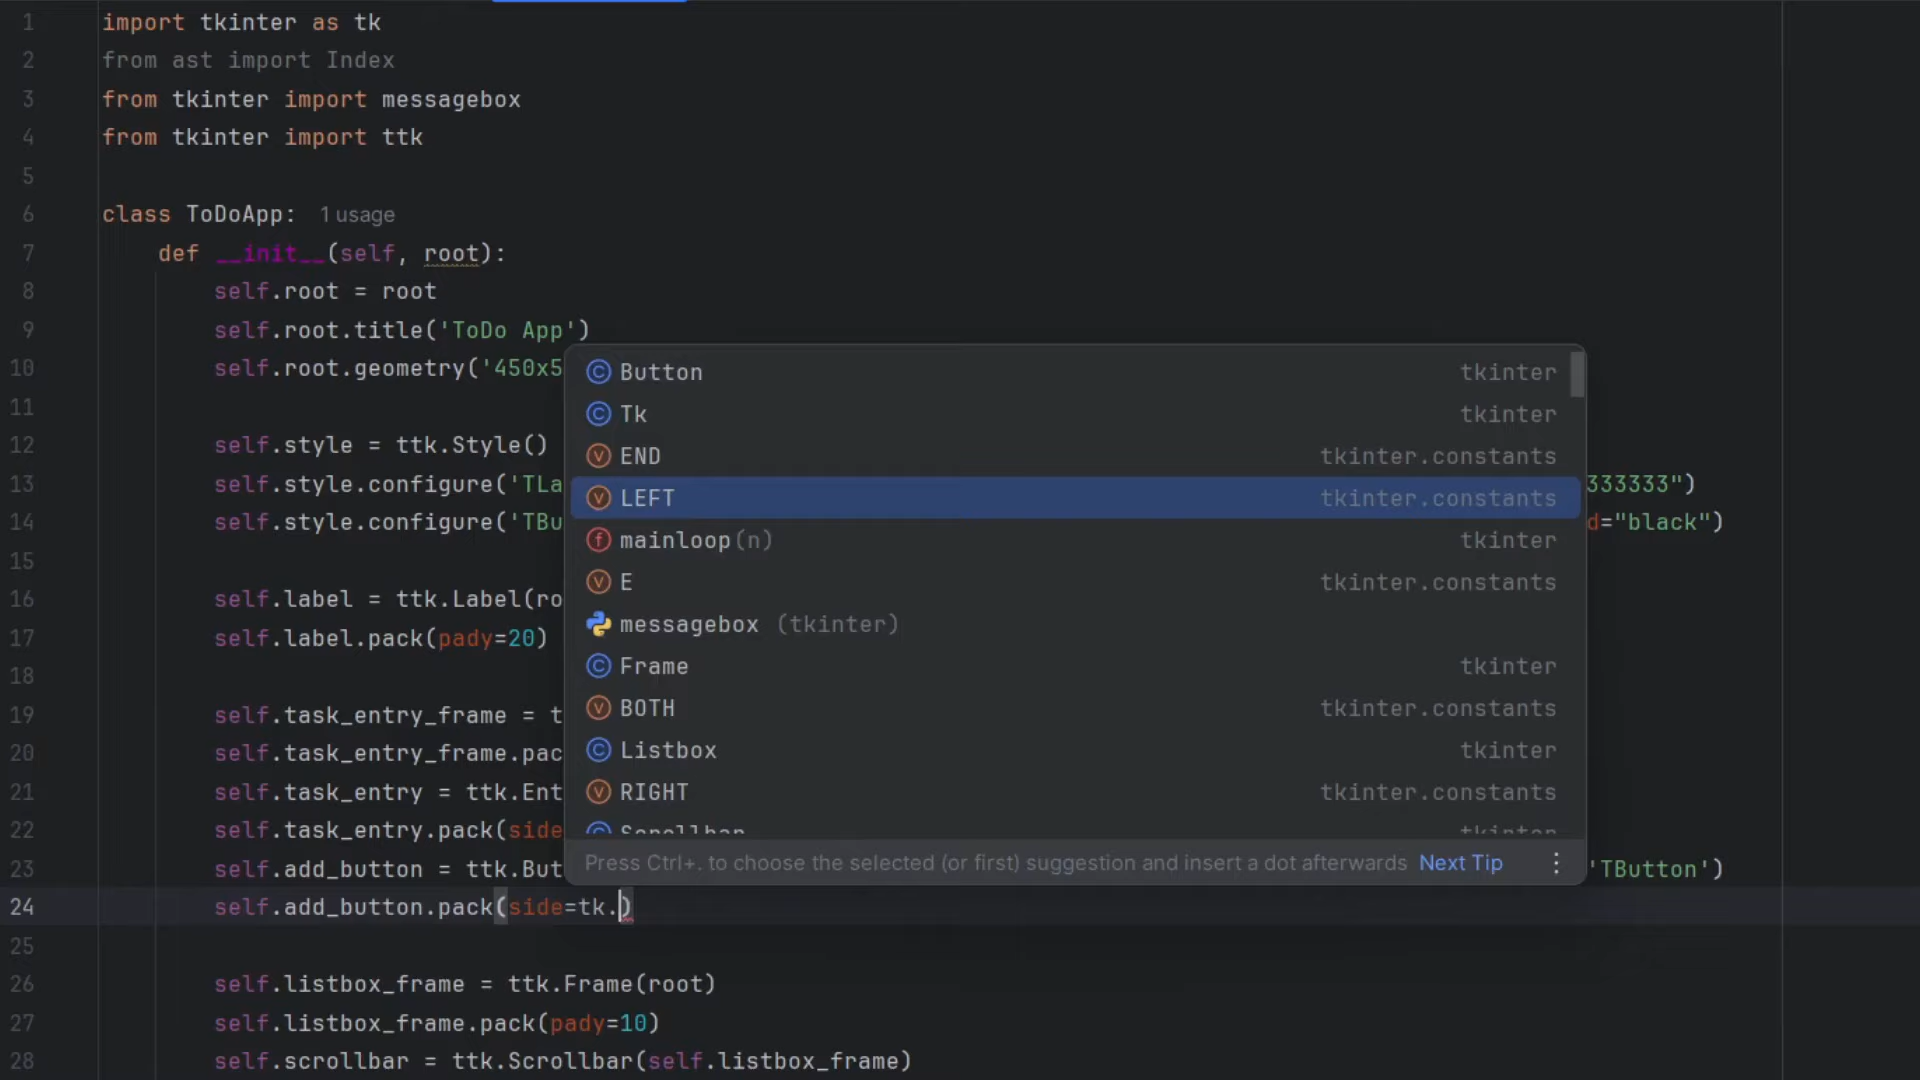 1 import tkinter as tk
2 from ast import Index
3 from tkinter import messagebox
4 from tkinter import ttk
5
6 class ToDoApp: 1 usage
7 def __init__(self, root):
8 self.root = root
9 self.root.title('ToDo App')
10 self.root.geometry('450x5
11
12 self.style = ttk.Style()
13 self.style.configure('TLa 333333")
14 self.style.configure('TBu d="black")
15
16 self.label = ttk.Label(ro
17 self.label.pack(pady=20)
18
19 self.task_entry_frame = t
20 self.task_entry_frame.pac
21 self.task_entry = ttk.Ent
22 self.task_entry.pack(side
23 self.add_button = ttk.But 'TButton')
24 self.add_button.pack(side=tk.)
25
26 self.listbox_frame = ttk.Frame(root)
27 self.listbox_frame.pack(pady=10)
28 self.scrollbar = ttk.Scrollbar(self.listbox_frame)
Button tkinter
Tk tkinter
END tkinter.constants
LEFT tkinter.constants
mainloop(n) tkinter
E tkinter.constants
messagebox (tkinter)
Frame tkinter
BOTH tkinter.constants
Listbox tkinter
RIGHT tkinter.constants
Scrollbar tkinter
Press Ctrl+. to choose the selected (or first) suggestion and insert a dot afterwards Next Tip